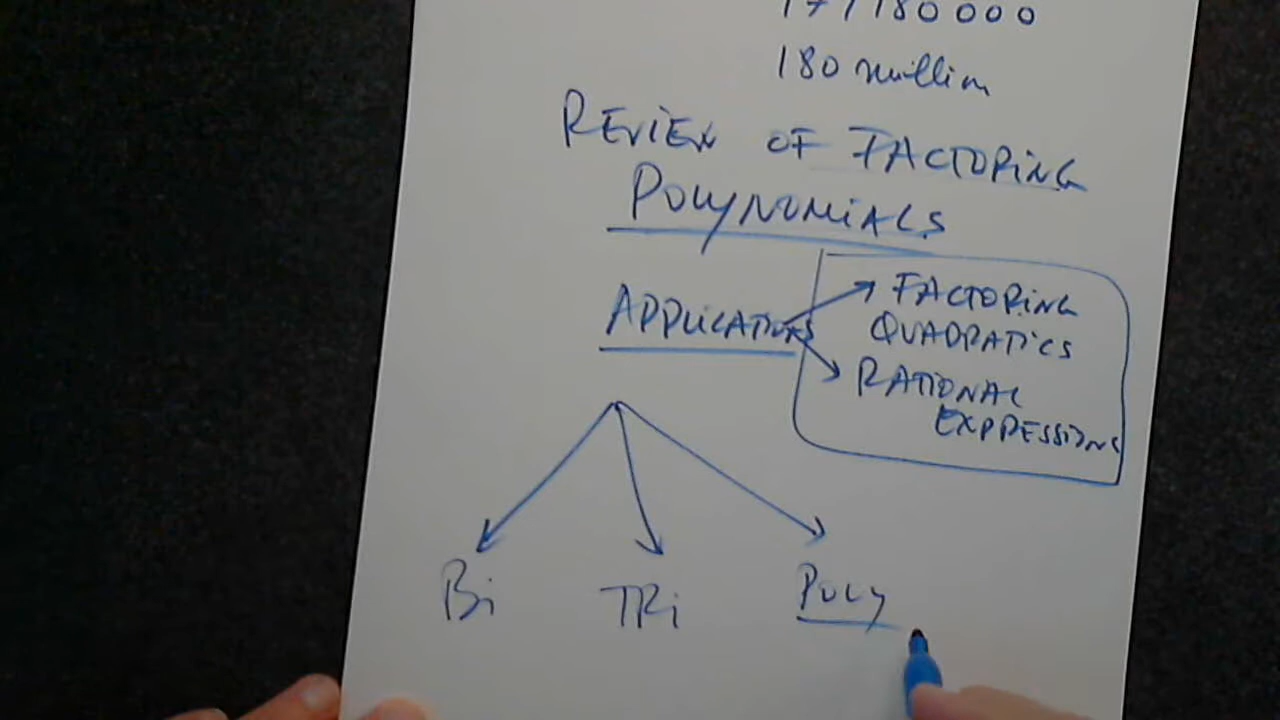 180 million
REVIEW OF FACTORING
POLYNOMIALS
APPLICATIONS
FACTORING
QUADRATICS
RATIONAL
EXPRESSIONS
Bi TRi POLY